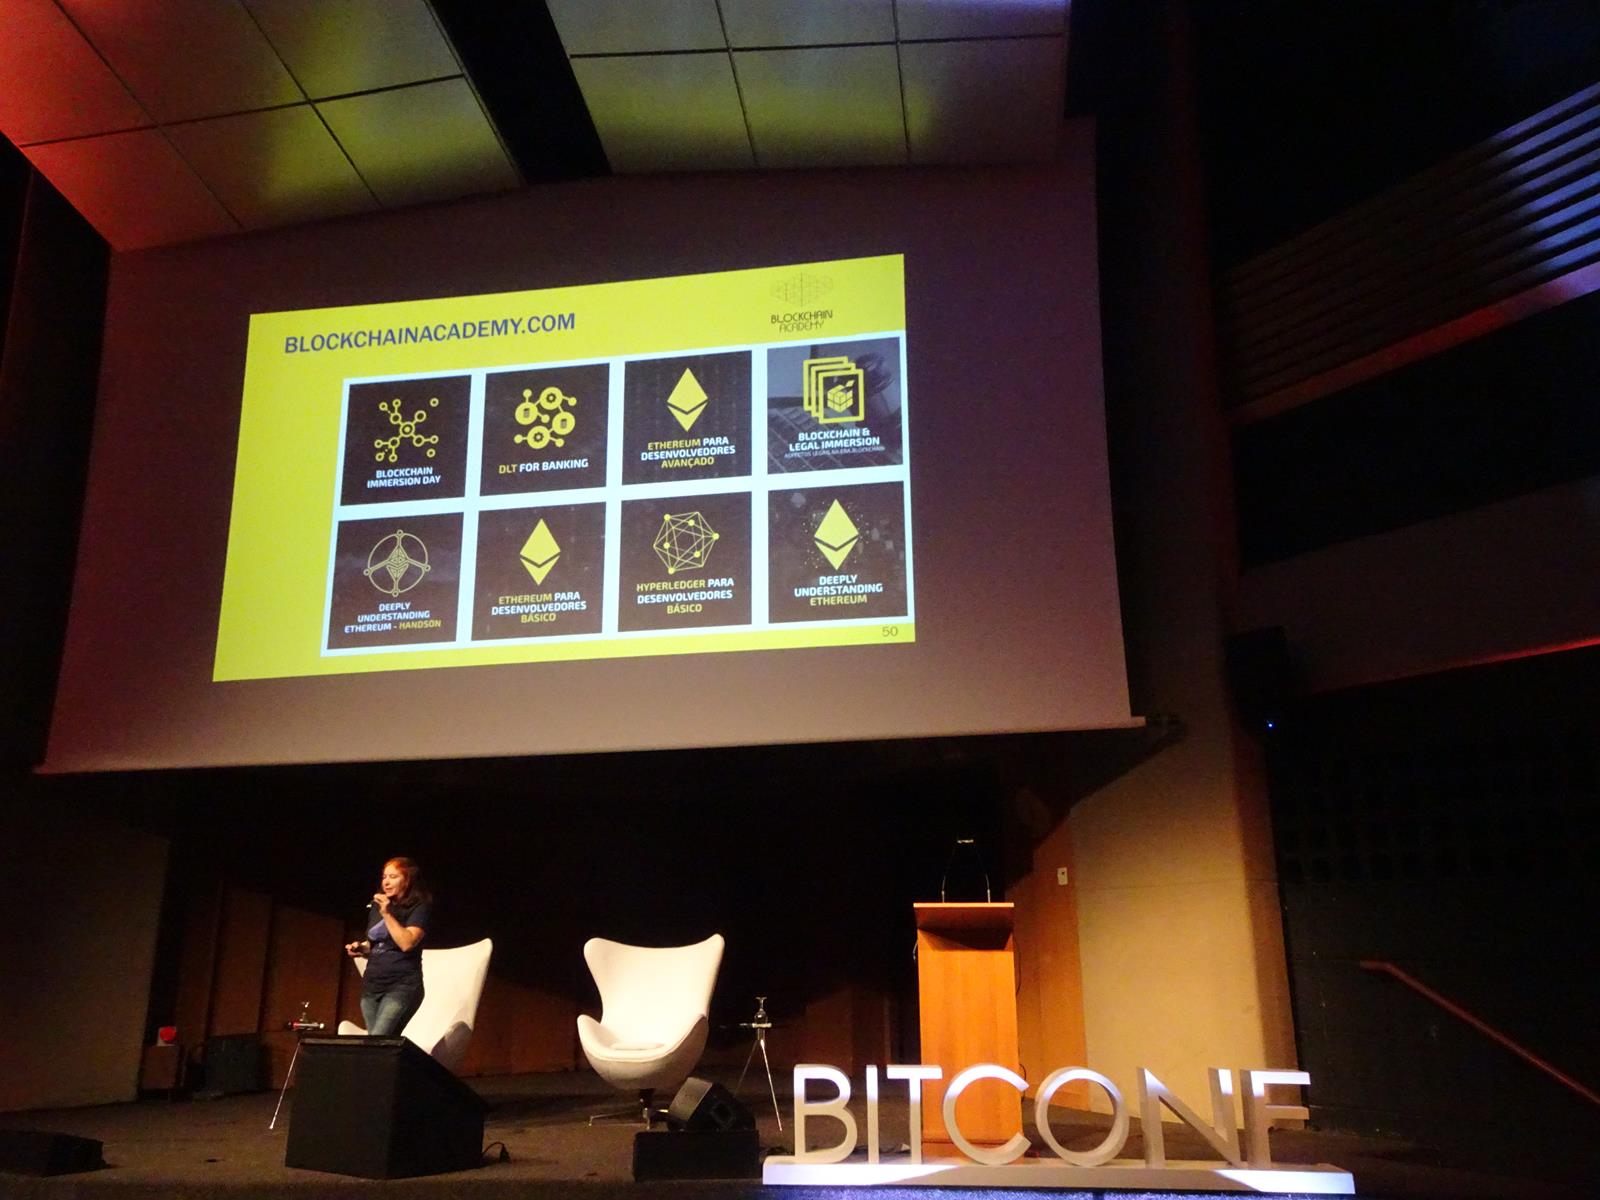 BLOCKCHAINACADEMY.COM
BLOCKCHAIN
ACADEMY
BLOCKCHAIN
IMMERSION DAY
DLT FOR BANKING
ETHEREUM PARA
DESENVOLVEDORES
AVANÇADO
BLOCKCHAIN &
LEGAL IMMERSION
ASPECTOS LEGAIS NA ERA BLOCKCHAIN
DEEPLY
UNDERSTANDING
ETHEREUM - HANDSON
ETHEREUM PARA
DESENVOLVEDORES
BÁSICO
HYPERLEDGER PARA
DESENVOLVEDORES
BÁSICO
DEEPLY
UNDERSTANDING
ETHEREUM
50
BITCONF